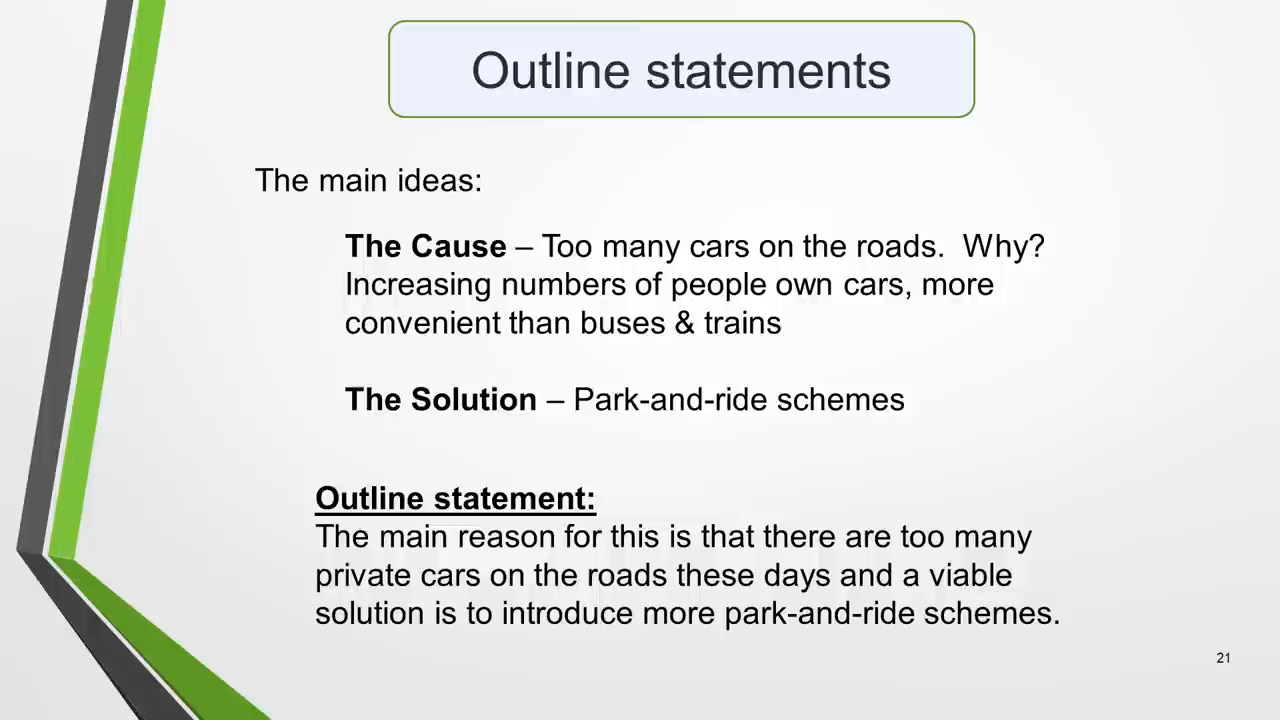 Outline statements
The main ideas:
The Cause – Too many cars on the roads.  Why?
Increasing numbers of people own cars, more
convenient than buses & trains
The Solution – Park-and-ride schemes
Outline statement:
The main reason for this is that there are too many
private cars on the roads these days and a viable
solution is to introduce more park-and-ride schemes.
21